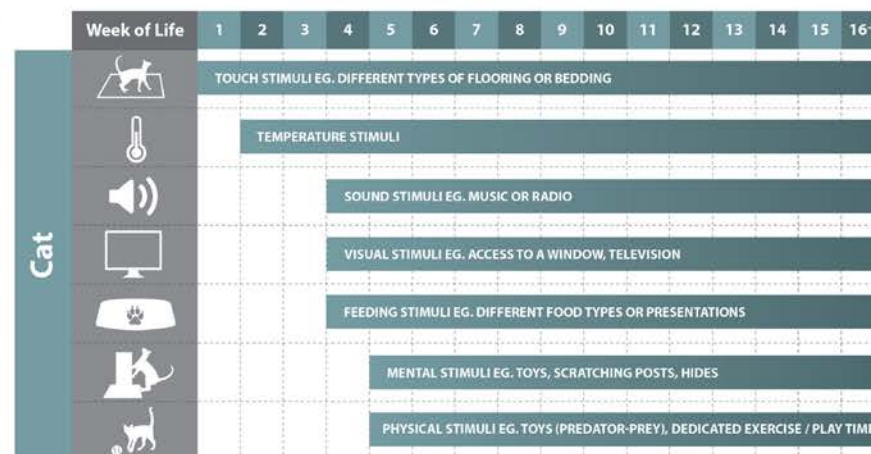 Week of Life 1 2 3 4 5 6 7 8 9 10 11 12 13 14 15 16+
Cat
TOUCH STIMULI EG. DIFFERENT TYPES OF FLOORING OR BEDDING
TEMPERATURE STIMULI
SOUND STIMULI EG. MUSIC OR RADIO
VISUAL STIMULI EG. ACCESS TO A WINDOW, TELEVISION
FEEDING STIMULI EG. DIFFERENT FOOD TYPES OR PRESENTATIONS
MENTAL STIMULI EG. TOYS, SCRATCHING POSTS, HIDES
PHYSICAL STIMULI EG. TOYS (PREDATOR-PREY), DEDICATED EXERCISE / PLAY TIME